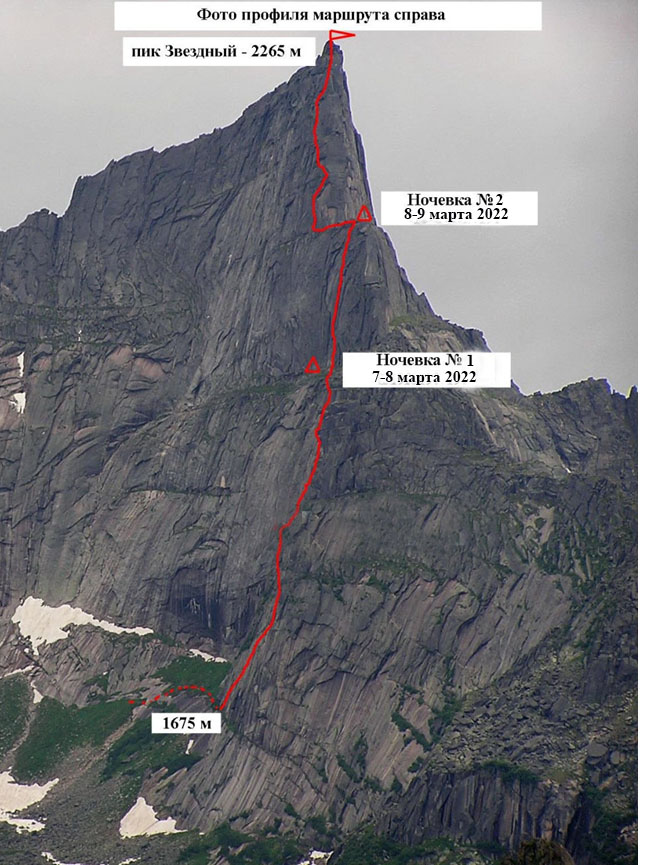 Фото профиля маршрута справа
пик Звездный - 2265 м
Ночевка №2
8-9 марта 2022
Ночевка № 1
7-8 марта 2022
1675 м